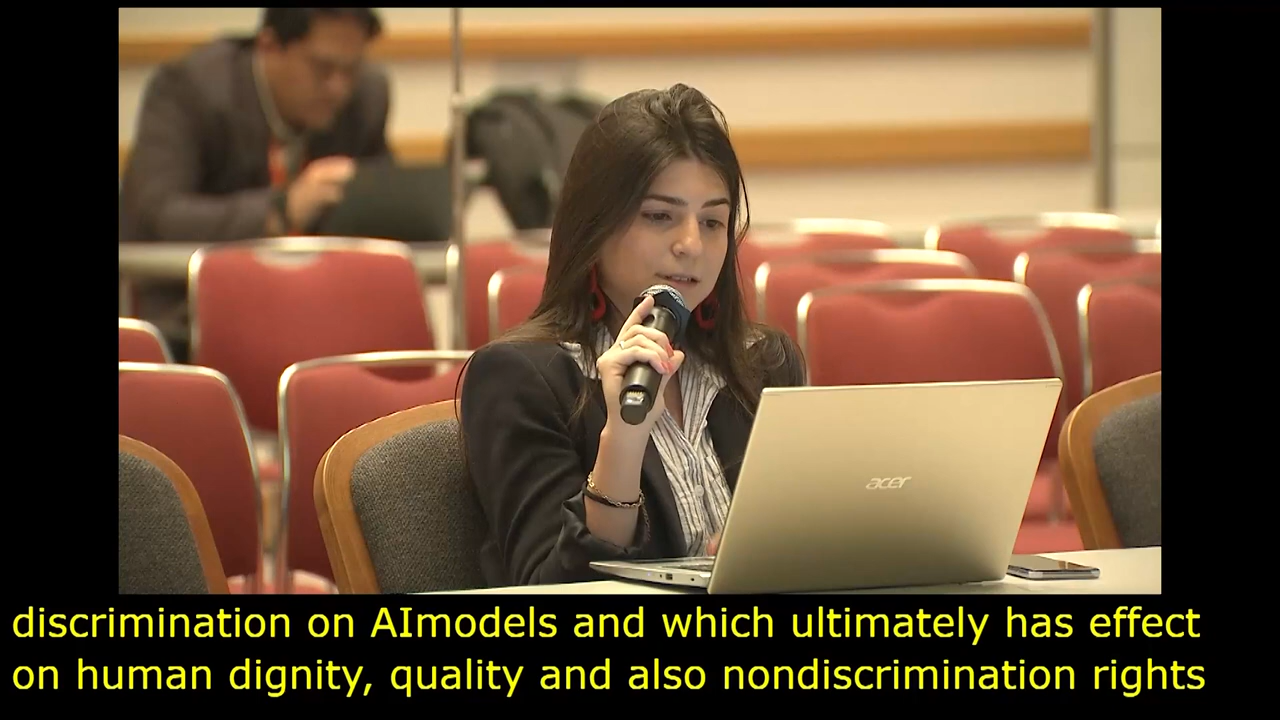 acer
discrimination on AImodels and which ultimately has effect
on human dignity, quality and also nondiscrimination rights